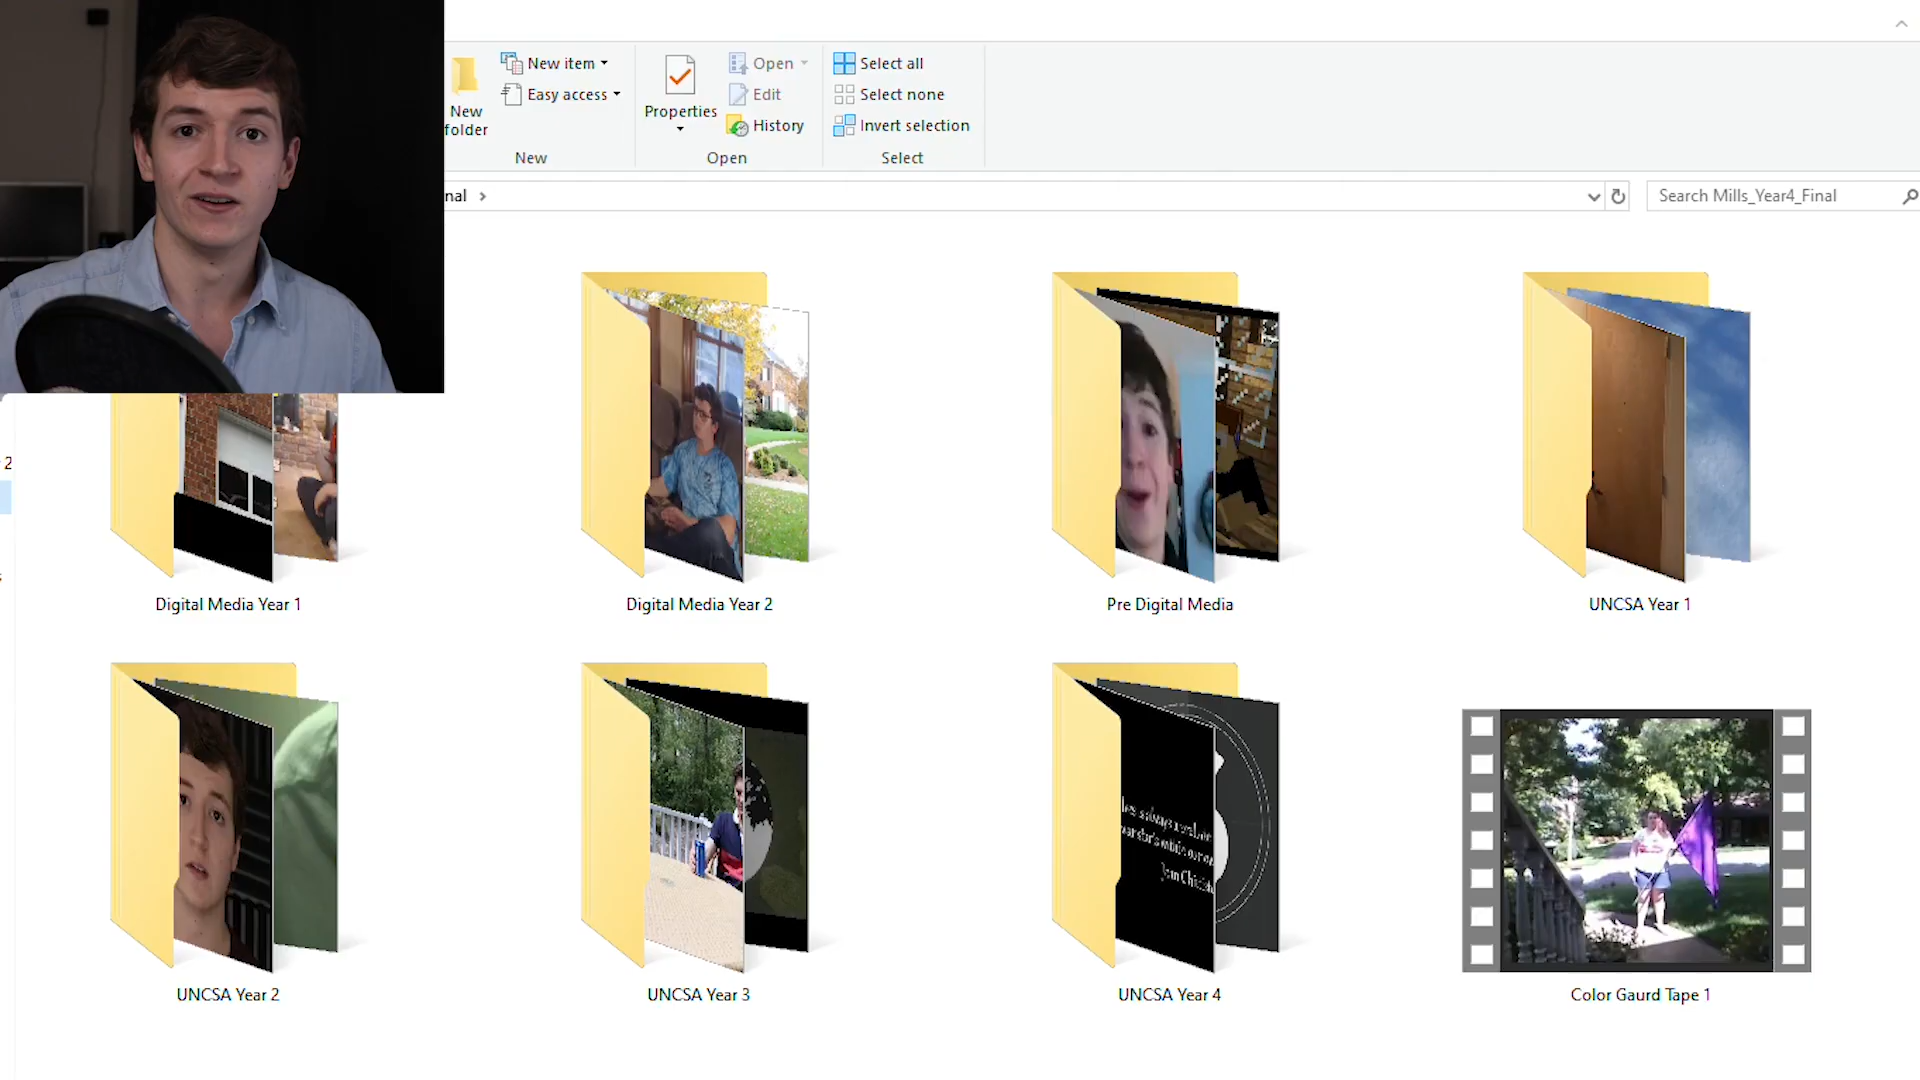 New item
Easy access
New
folder
New
Properties
Open
Edit
History
Open
Select all
Select none
Invert selection
Select
nal
Search Mills_Year4_Final
2
Digital Media Year 1
Digital Media Year 2
Pre Digital Media
UNCSA Year 1
UNCSA Year 2
UNCSA Year 3
UNCSA Year 4
Color Gaurd Tape 1